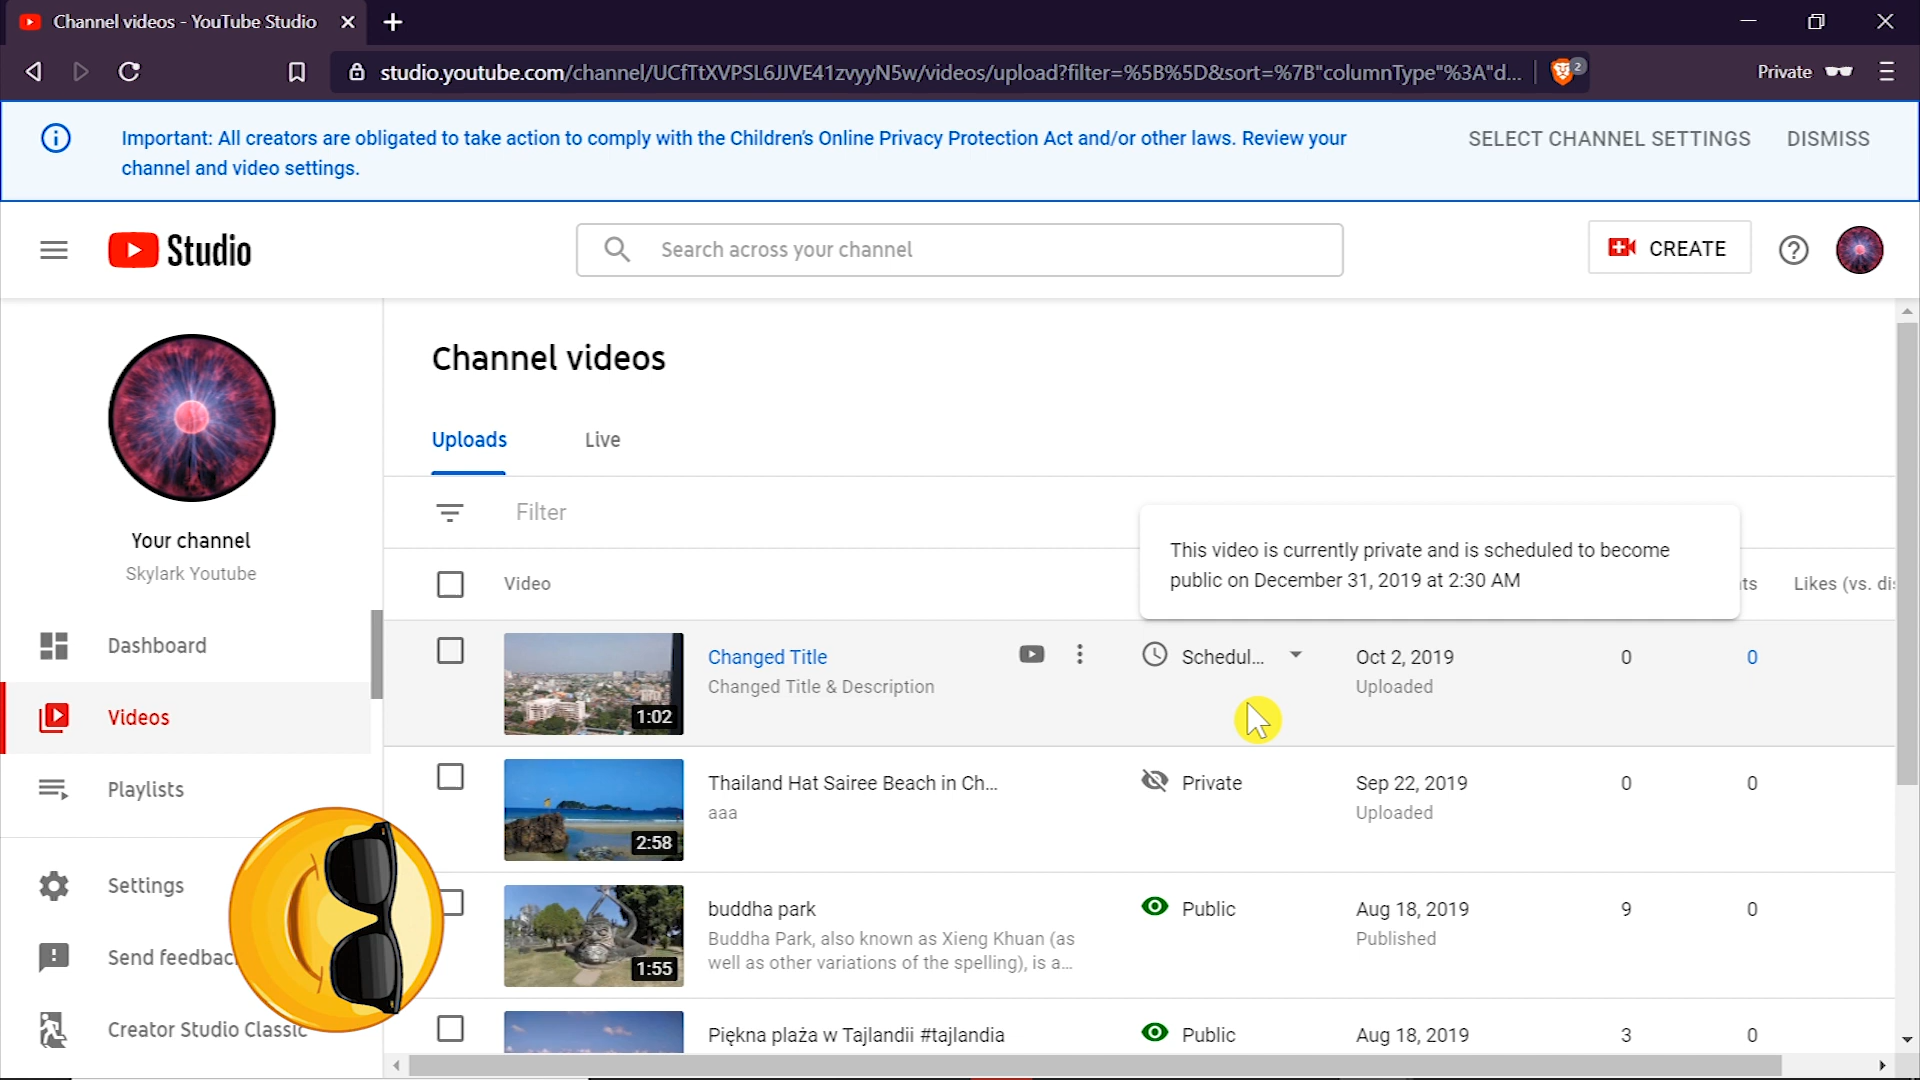 Channel videos - YouTube Studio
studio.youtube.com/channel/UCfTtXVPSL6JJVE41zvyyN5w/videos/upload?filter=%5B%5D&sort=%7B"columnType"%3A"d...
2
Private
Important: All creators are obligated to take action to comply with the Children's Online Privacy Protection Act and/or other laws. Review your
channel and video settings.
SELECT CHANNEL SETTINGS
DISMISS
Studio
Search across your channel
CREATE
Your channel
Skylark Youtube
Dashboard
Videos
Playlists
Settings
Send feedbac
Creator Studio Classic
Channel videos
Uploads
Live
Filter
This video is currently private and is scheduled to become
public on December 31, 2019 at 2:30 AM
Video
ts
Likes (vs. di
1:02
Changed Title
Changed Title & Description
Schedul...
Oct 2, 2019
Uploaded
0
0
2:58
Thailand Hat Sairee Beach in Ch...
aaa
Private
Sep 22, 2019
Uploaded
0
0
1:55
buddha park
Buddha Park, also known as Xieng Khuan (as
well as other variations of the spelling), is a...
Public
Aug 18, 2019
Published
9
0
Piękna plaża w Tajlandii #tajlandia
Public
Aug 18, 2019
3
0